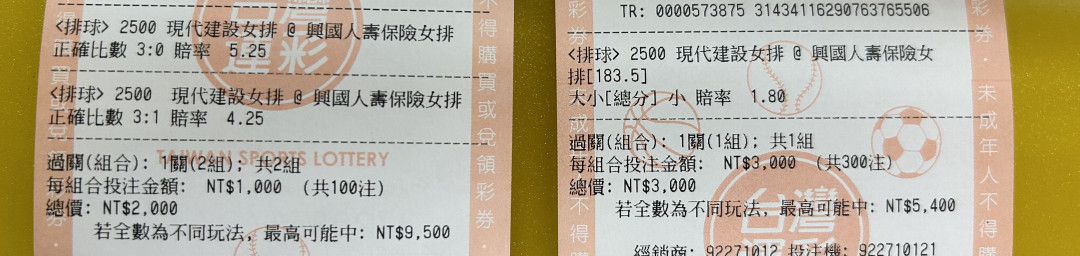 <排球> 2500 現代建設女排 @ 興國人壽保險女排
正確比數 3:0 賠率 5.25
<排球> 2500 現代建設女排 @ 興國人壽保險女排
正確比數 3:1 賠率 4.25
TAIWAN SPORTS LOTTERY
過關(組合): 1關(2組); 共2組
每組合投注金額: NT$1,000 (共100注)
總價: NT$2,000
若全數為不同玩法, 最高可能中: NT$9,500
台灣
運彩
不得購買或兌領彩券
TR: 0000573875 31434116290763765506
<排球> 2500 現代建設女排 @ 興國人壽保險女
排[183.5]
大小[總分] 小 賠率 1.80
過關(組合): 1關(1組); 共1組
每組合投注金額: NT$3,000 (共300注)
總價: NT$3,000
若全數為不同玩法, 最高可能中: NT$5,400
台灣
經銷商: 92271012 投注機: 922710121
彩券·未成年人不得購